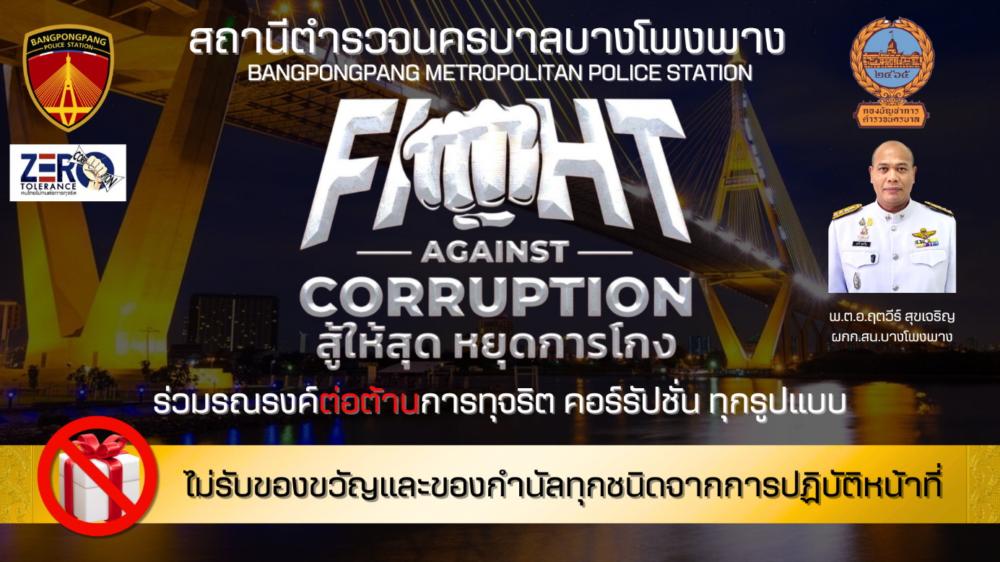 BANGPONGPANG
POLICE STATION
สถานีตำรวจนครบาลบางโพงพาง
BANGPONGPANG METROPOLITAN POLICE STATION
๒๔๖๕
กองบัญชาการ
ตำรวจนครบาล
ZERO
TOLERANCE
CORRUPTION
คนไทยไม่ทนต่อการทุจริต
FIGHT
AGAINST
CORRUPTION
สู้ให้สุด หยุดการโกง
พ.ต.อ.ฤตวีร์ สุขเจริญ
ผกก.สน.บางโพงพาง
ร่วมรณรงค์ต่อต้านการทุจริต คอร์รัปชั่น ทุกรูปแบบ
ไม่รับของขวัญและของกำนัลทุกชนิดจากการปฏิบัติหน้าที่